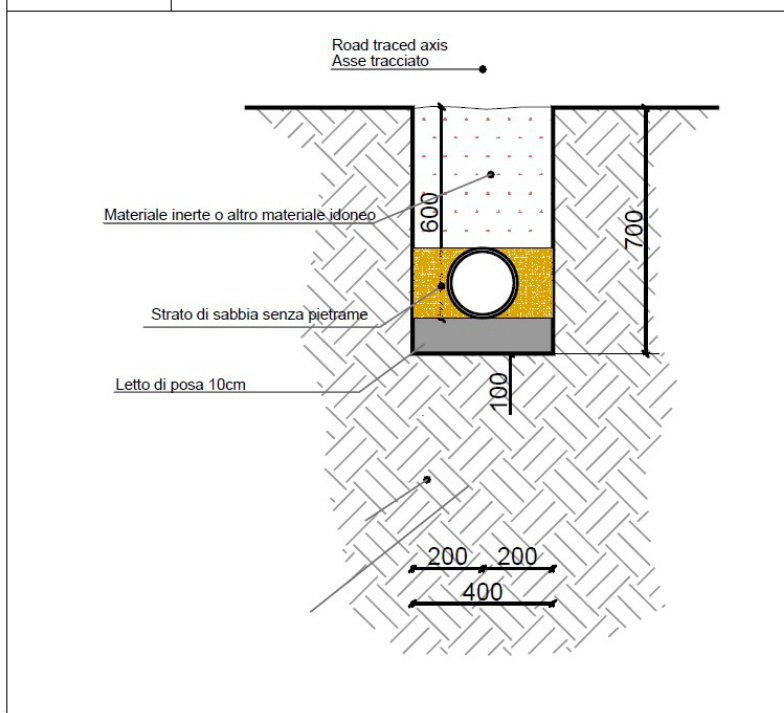 Road traced axis
Asse tracciato
600
Materiale inerte o altro materiale idoneo
700
Strato di sabbia senza pietrame
Letto di posa 10cm
100
200 200
400